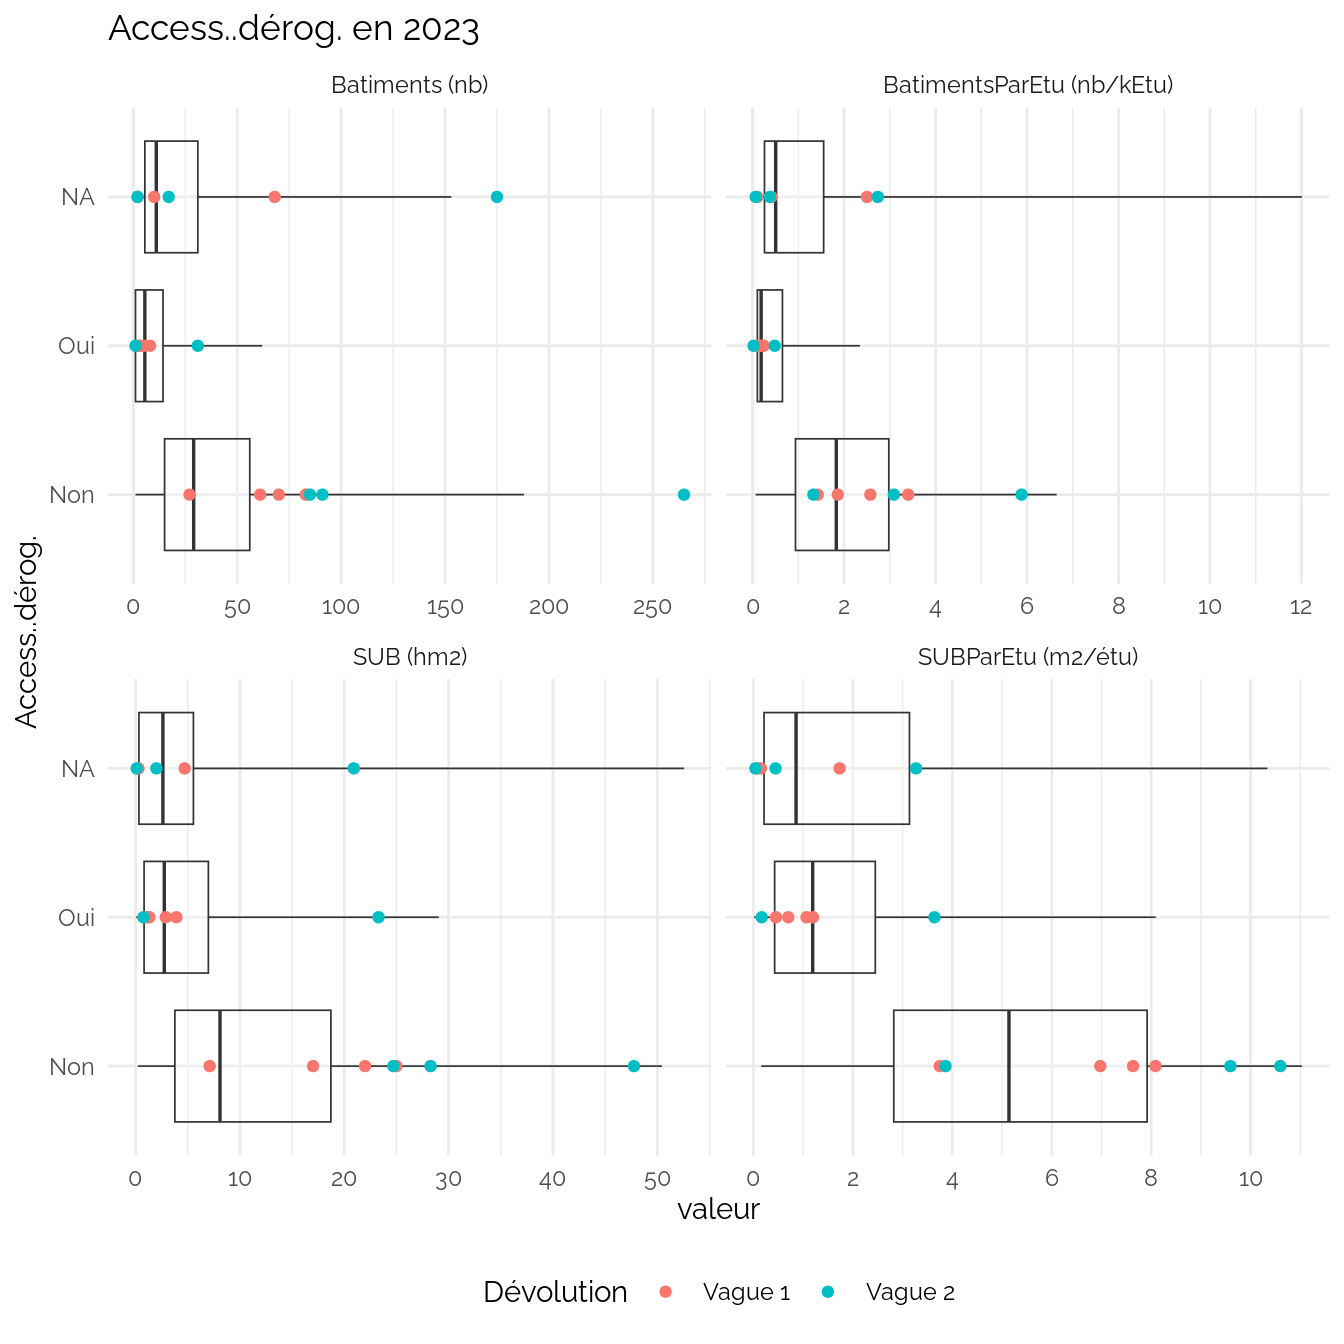 Access..dérog. en 2023
Batiments (nb)
BatimentsParEtu (nb/kEtu)
NA
Oui
Non
0 50 100 150 200 250
0 2 4 6 8 10 12
Access..dérog.
SUB (hm2)
SUBParEtu (m2/étu)
NA
Oui
Non
0 10 20 30 40 50
0 2 4 6 8 10
valeur
Dévolution Vague 1 Vague 2